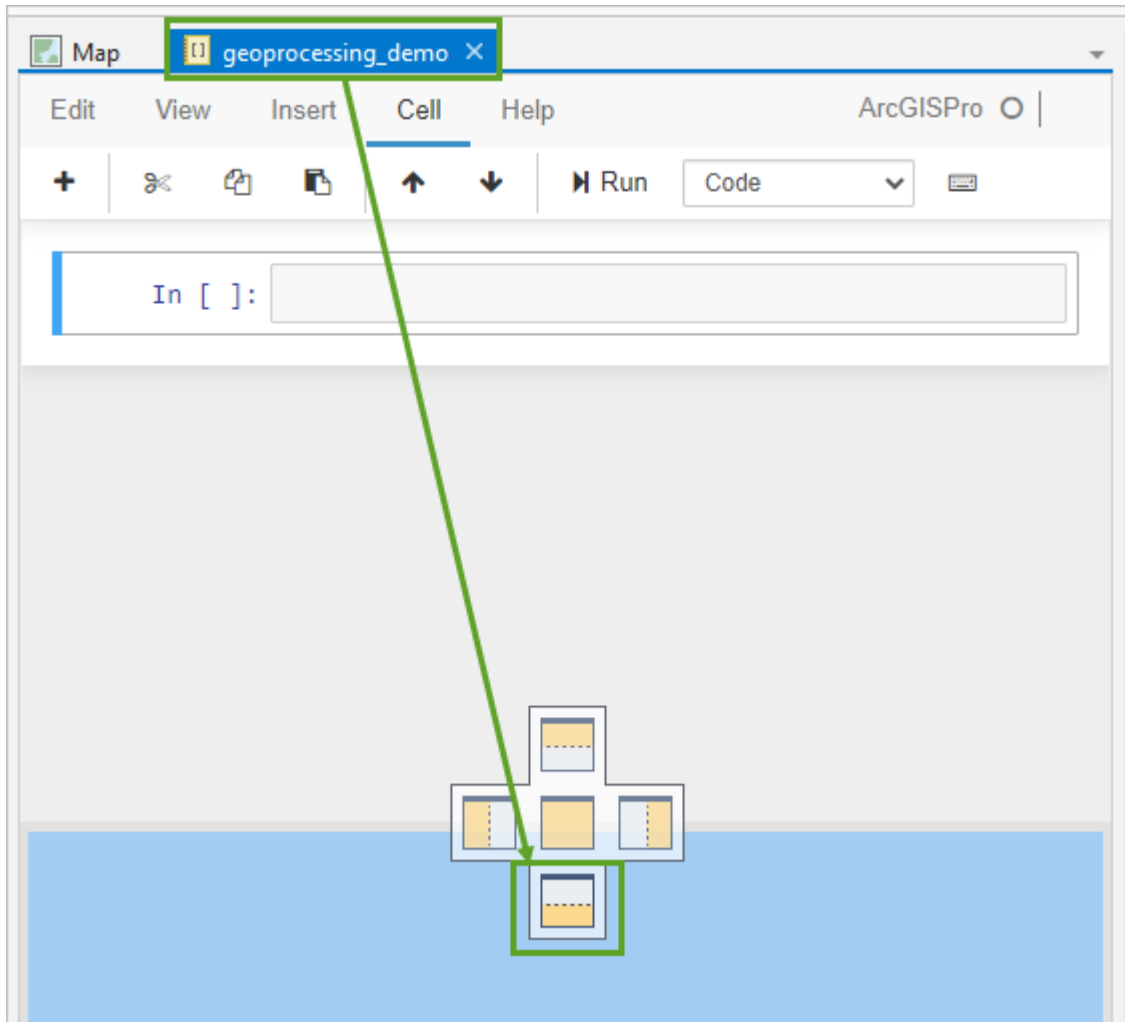 Map geoprocessing_demo
Edit View Insert Cell Help ArcGISPro
Run Code
In [ ]: